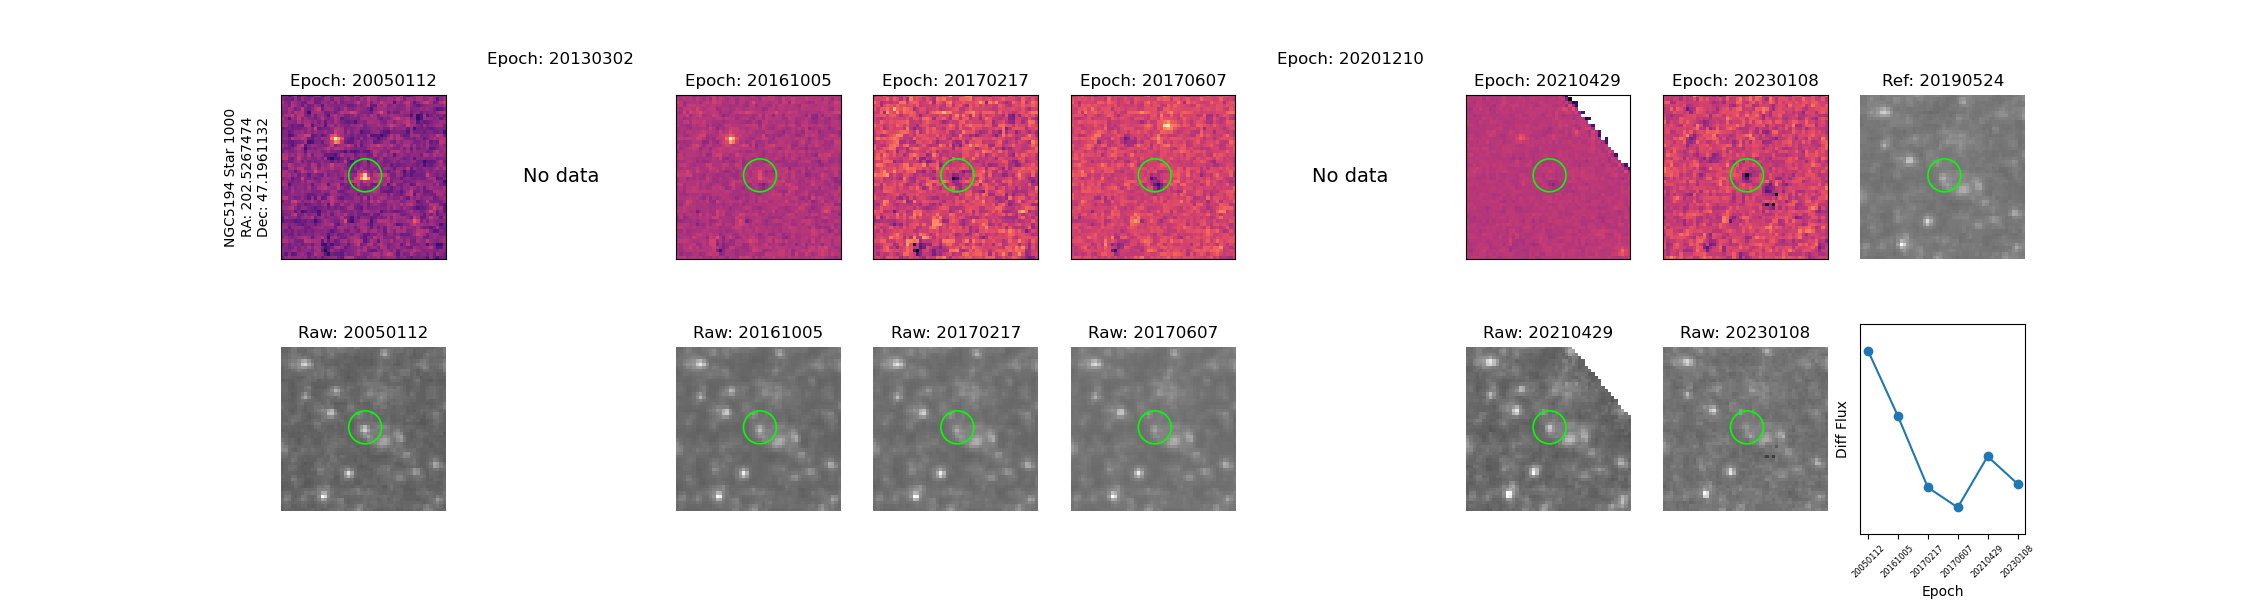 NGC5194 Star 1000
RA: 202.5267474
Dec: 47.1961132
Epoch: 20050112
Epoch: 20130302
No data
Epoch: 20161005
Epoch: 20170217
Epoch: 20170607
Epoch: 20201210
No data
Epoch: 20210429
Epoch: 20230108
Ref: 20190524
Raw: 20050112
Raw: 20161005
Raw: 20170217
Raw: 20170607
Raw: 20210429
Raw: 20230108
Diff Flux
20050112
20161005
20170217
20170607
20210429
20230108
Epoch